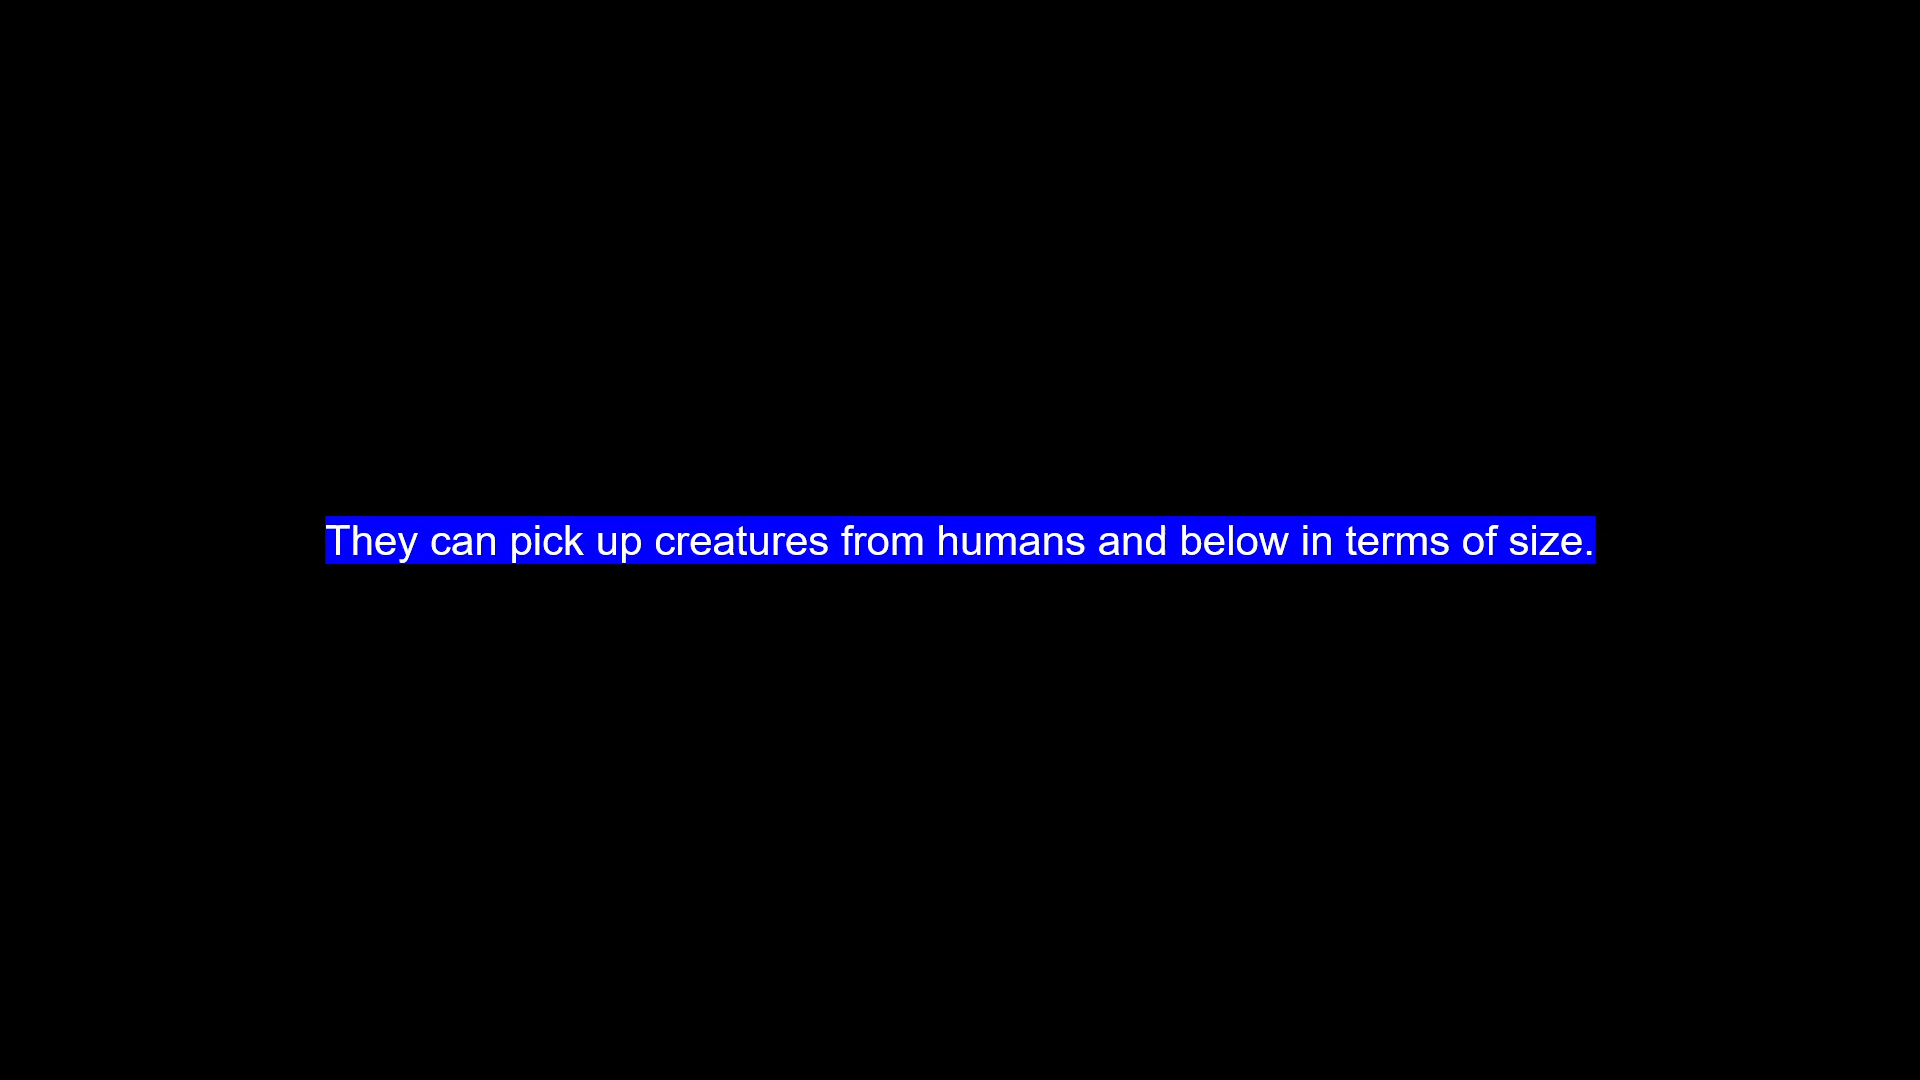 They can pick up creatures from humans and below in terms of size.